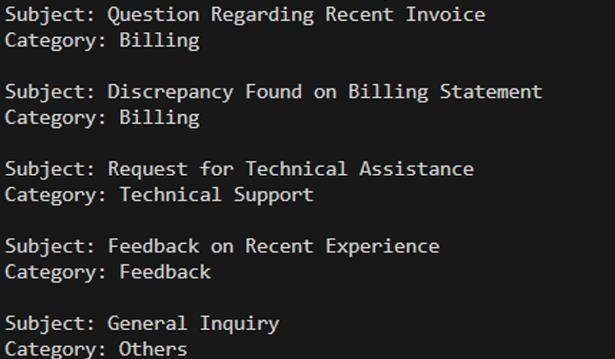 Subject: Question Regarding Recent Invoice
Category: Billing
Subject: Discrepancy Found on Billing Statement
Category: Billing
Subject: Request for Technical Assistance
Category: Technical Support
Subject: Feedback on Recent Experience
Category: Feedback
Subject: General Inquiry
Category: Others